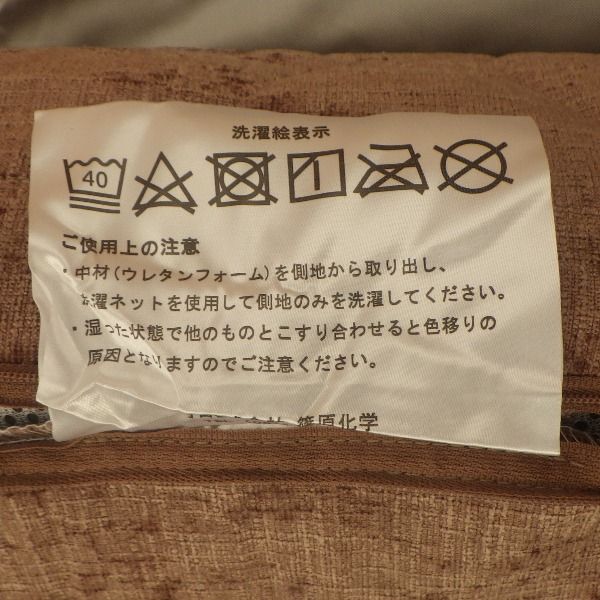 洗濯絵表示
40
ご使用上の注意
・中材(ウレタンフォーム)を側地から取り出し、
洗濯ネットを使用して側地のみを洗濯してください。
・湿った状態で他のものとこすり合わせると色移りの
原因となりますのでご注意ください。
篠原化学